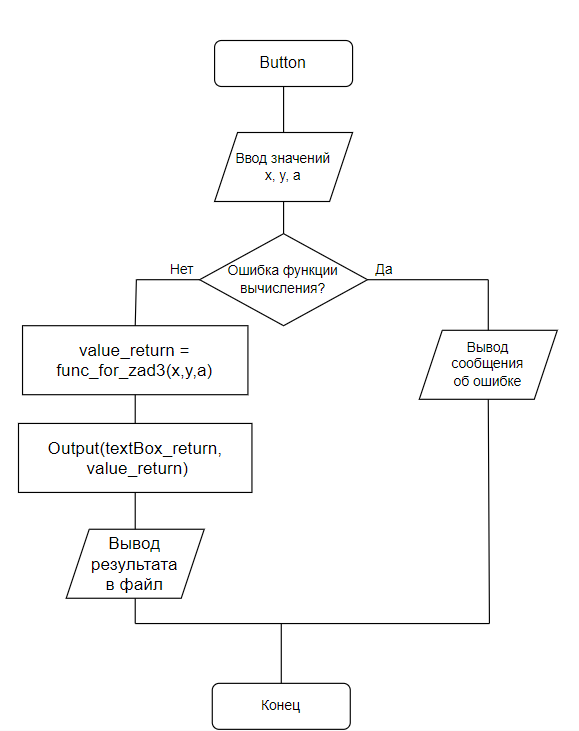 Button
Ввод значений
x, y, a
Ошибка функции
вычисления?
Нет
Да
value_return =
func_for_zad3(x,y,a)
Вывод
сообщения
об ошибке
Output(textBox_return,
value_return)
Вывод
результата
в файл
Конец